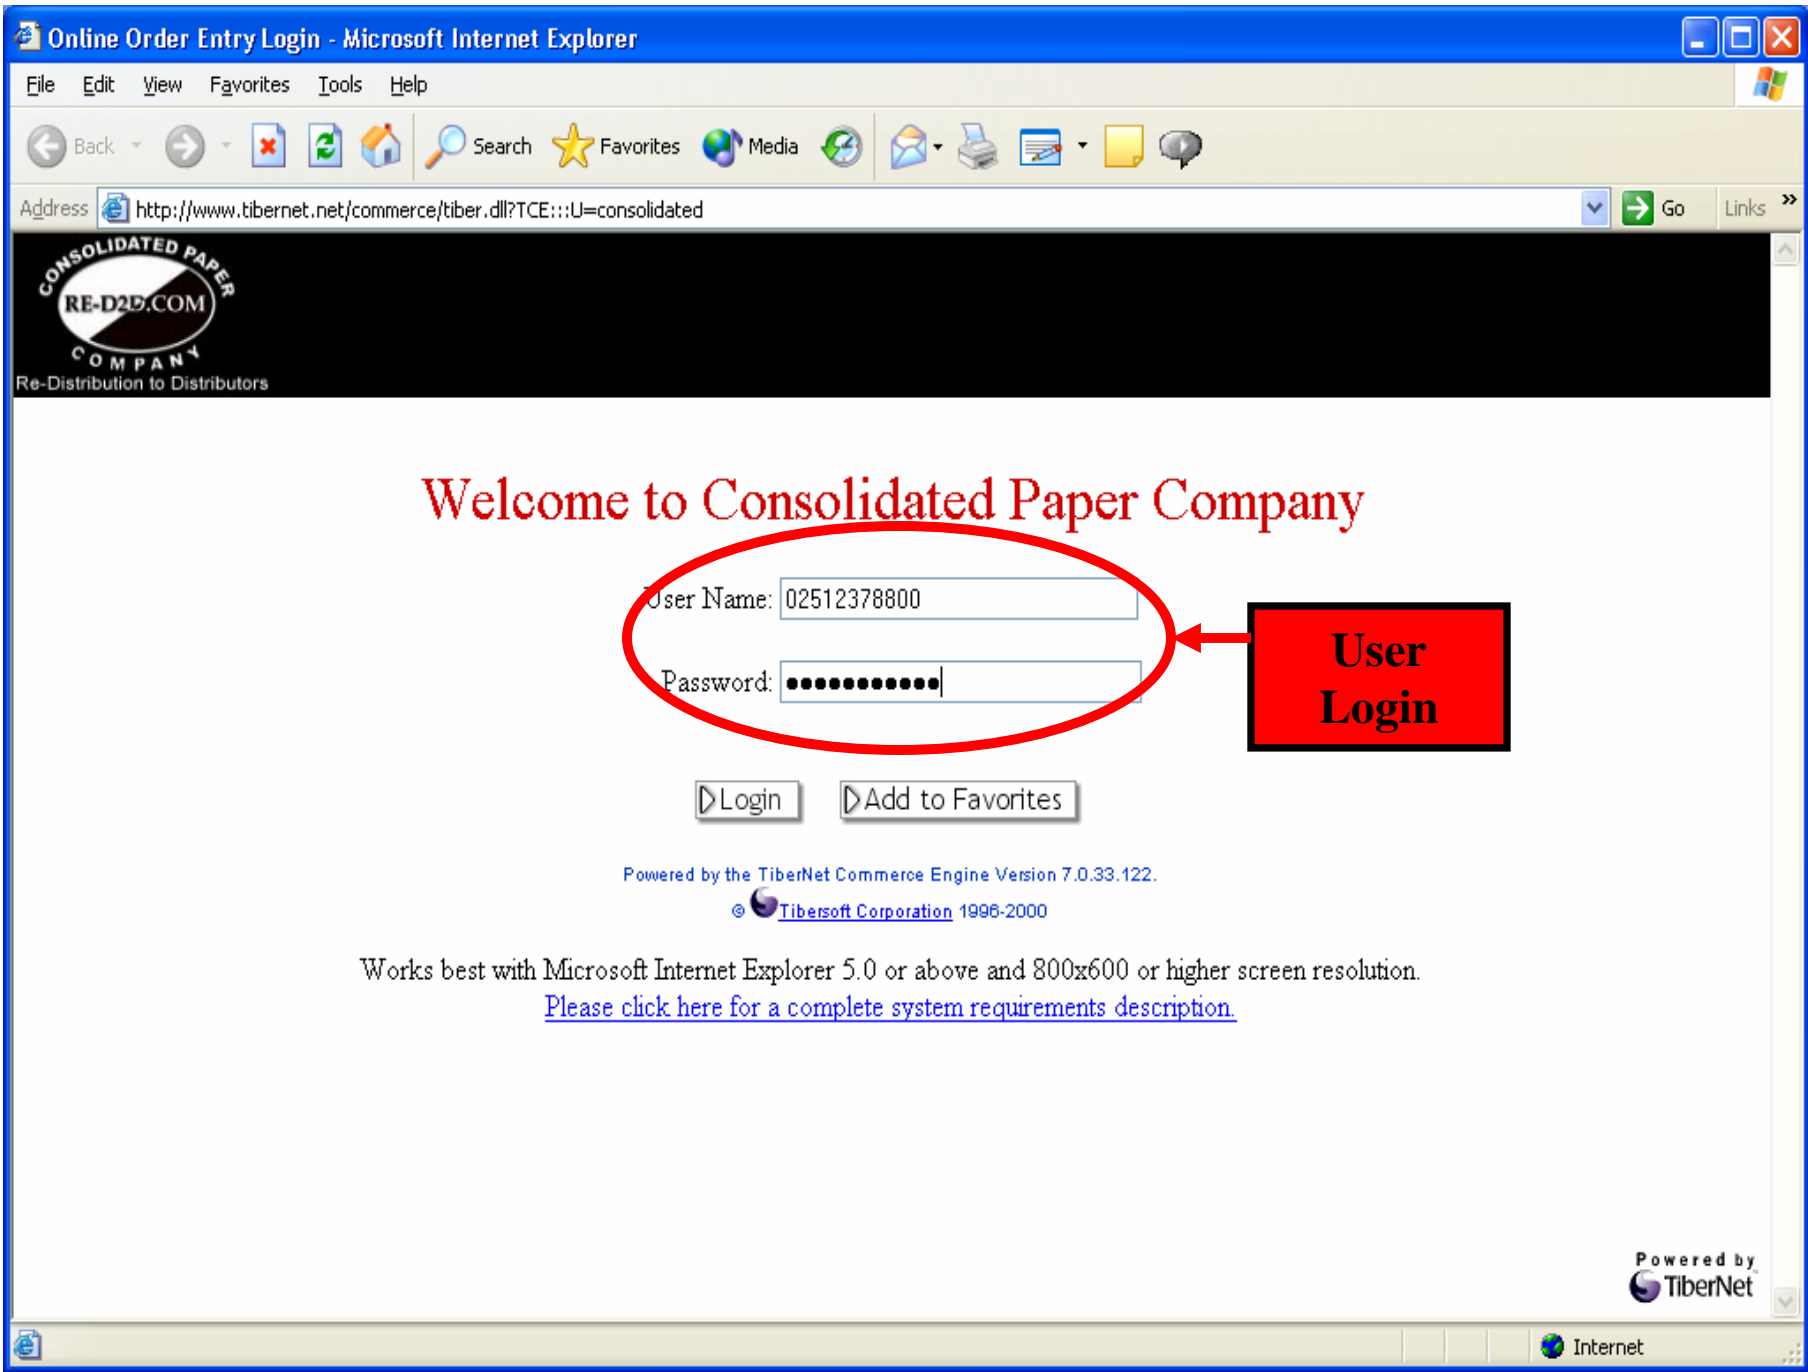 Online Order Entry Login - Microsoft Internet Explorer
File Edit View Favorites Tools Help
Back Search Favorites Media
Address http://www.tibernet.net/commerce/tiber.dll?TCE:::U=consolidated Go Links »
CONSOLIDATED PAPER
RE-D2D.COM
COMPANY
Re-Distribution to Distributors
Welcome to Consolidated Paper Company
User Name: 02512378800
Password: ●●●●●●●●●●●
User
Login
Login Add to Favorites
Powered by the TiberNet Commerce Engine Version 7.0.33.122.
© Tibersoft Corporation 1996-2000
Works best with Microsoft Internet Explorer 5.0 or above and 800x600 or higher screen resolution.
Please click here for a complete system requirements description.
Powered by
TiberNet
Internet